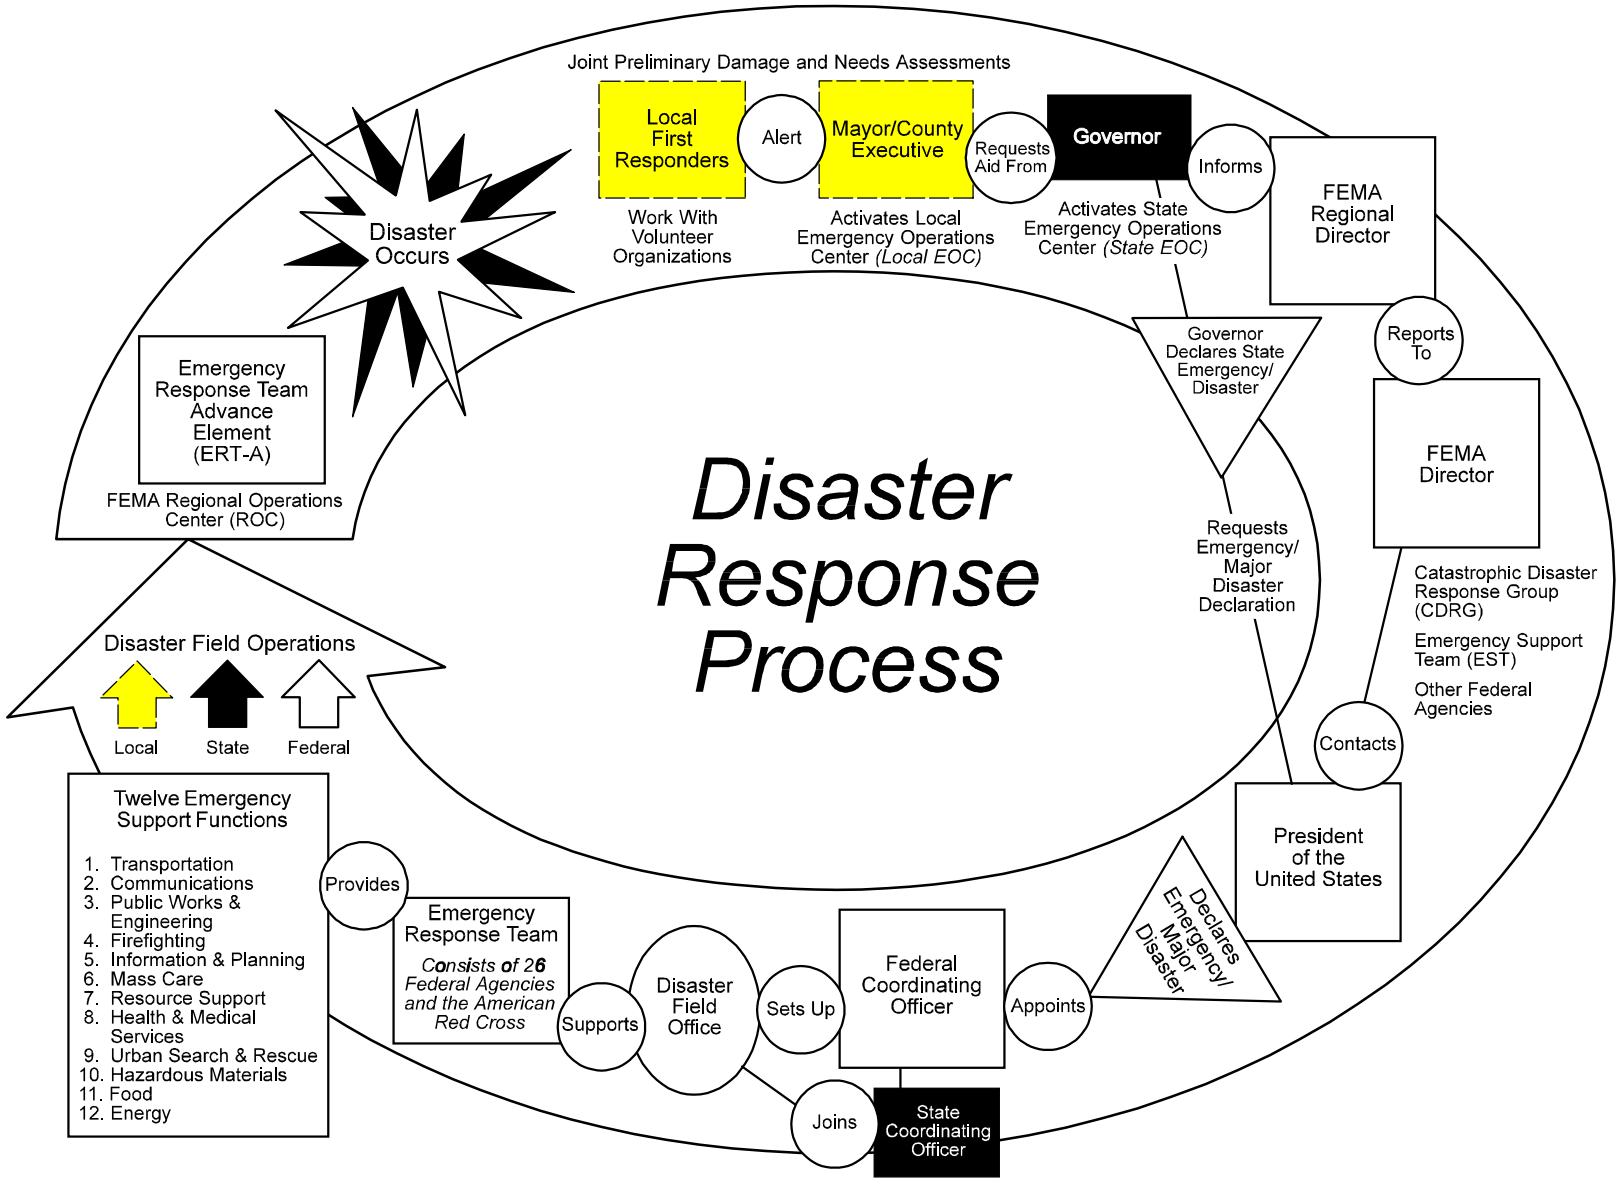 Joint Preliminary Damage and Needs Assessments
Disaster
Occurs
Local
First
Responders
Work With
Volunteer
Organizations
Alert
Mayor/County
Executive
Activates Local
Emergency Operations
Center (Local EOC)
Requests
Aid From
Governor
Activates State
Emergency Operations
Center (State EOC)
Informs
FEMA
Regional
Director
Reports
To
FEMA
Director
Catastrophic Disaster
Response Group
(CDRG)
Emergency Support
Team (EST)
Other Federal
Agencies
Contacts
Governor
Declares State
Emergency/
Disaster
Requests
Emergency/
Major
Disaster
Declaration
President
of the
United States
Declares
Emergency/
Major
Disaster
Appoints
Federal
Coordinating
Officer
State
Coordinating
Officer
Joins
Sets Up
Disaster
Field
Office
Supports
Emergency
Response Team
Consists of 26
Federal Agencies
and the American
Red Cross
Provides
Twelve Emergency
Support Functions
1. Transportation
2. Communications
3. Public Works &
Engineering
4. Firefighting
5. Information & Planning
6. Mass Care
7. Resource Support
8. Health & Medical
Services
9. Urban Search & Rescue
10. Hazardous Materials
11. Food
12. Energy
Disaster Field Operations
Local State Federal
Emergency
Response Team
Advance
Element
(ERT-A)
FEMA Regional Operations
Center (ROC)
Disaster
Response
Process